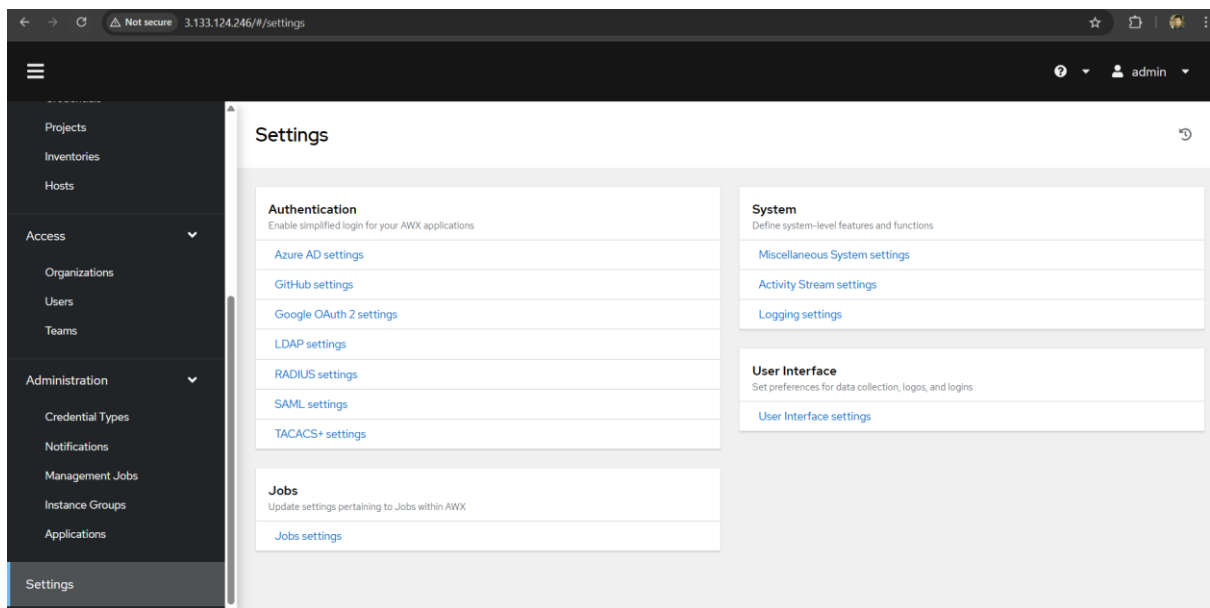 Not secure 3.133.124.246/#/settings
admin
Projects
Inventories
Hosts
Access
Organizations
Users
Teams
Administration
Credential Types
Notifications
Management Jobs
Instance Groups
Applications
Settings
Settings
Authentication
Enable simplified login for your AWX applications
Azure AD settings
GitHub settings
Google OAuth 2 settings
LDAP settings
RADIUS settings
SAML settings
TACACS+ settings
Jobs
Update settings pertaining to Jobs within AWX
Jobs settings
System
Define system-level features and functions
Miscellaneous System settings
Activity Stream settings
Logging settings
User Interface
Set preferences for data collection, logos, and logins
User Interface settings